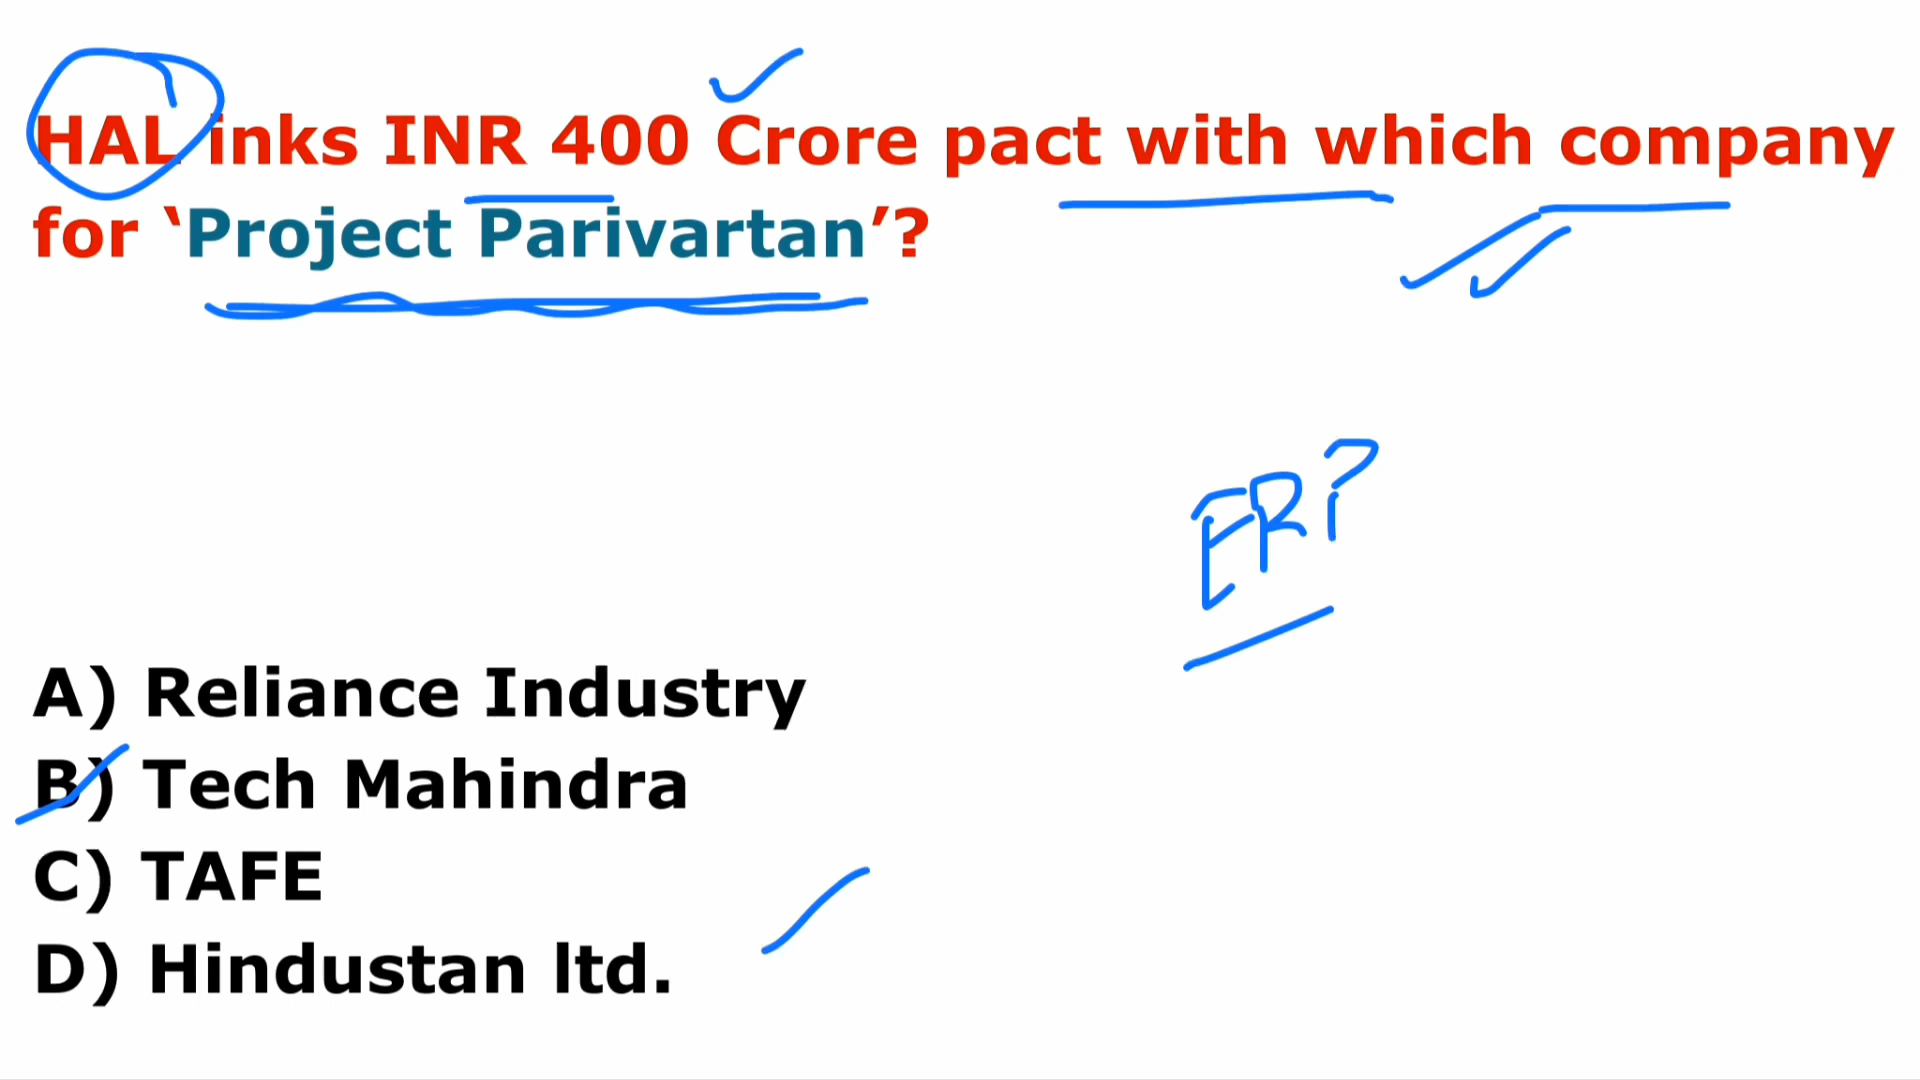 HAL inks INR 400 Crore pact with which company
for ‘Project Parivartan’?
ERP
A) Reliance Industry
B) Tech Mahindra
C) TAFE
D) Hindustan ltd.